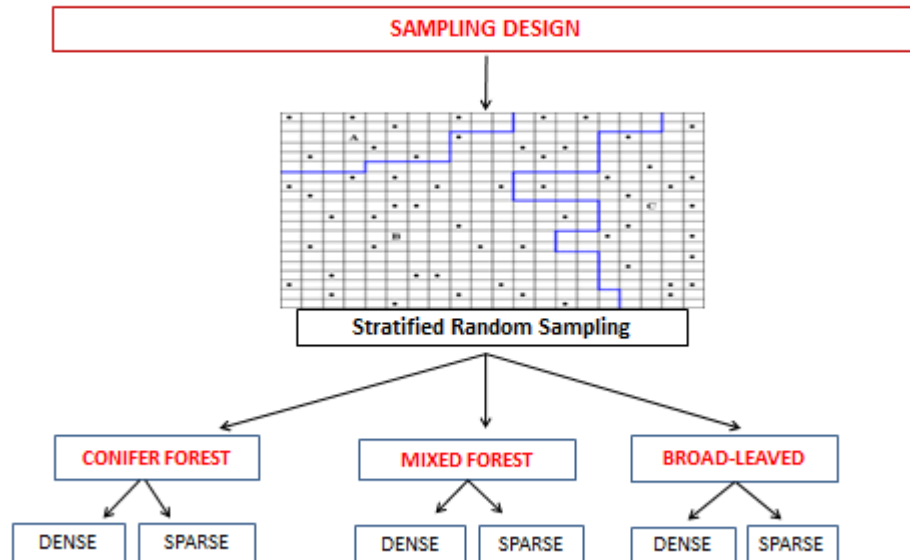 SAMPLING DESIGN
A
C
B
Stratified Random Sampling
CONIFER FOREST
MIXED FOREST
BROAD-LEAVED
DENSE
SPARSE
DENSE
SPARSE
DENSE
SPARSE